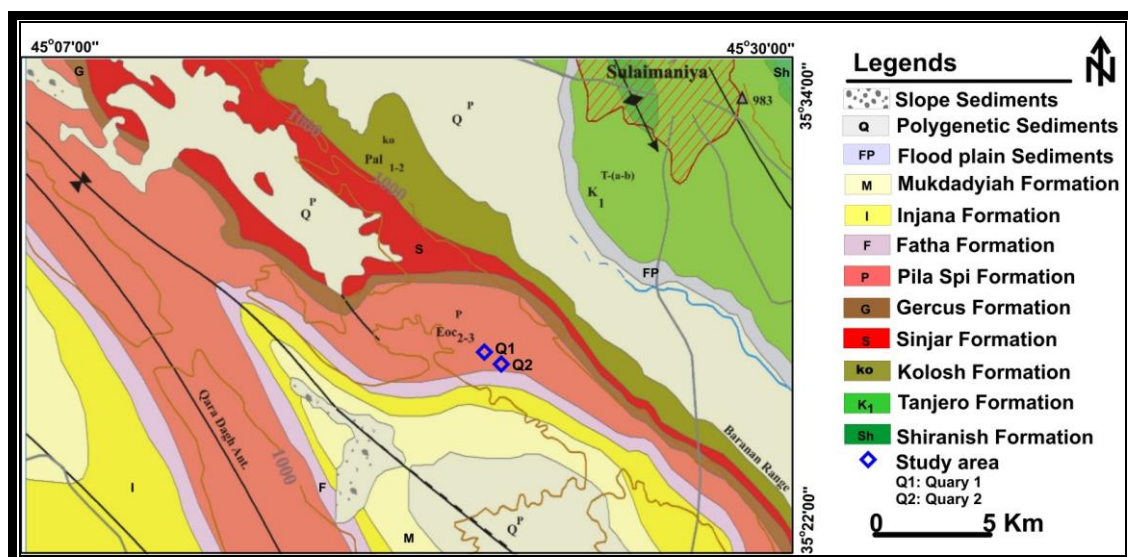 45°07'00"
45°30'00"
35°34'00"
35°22'00"
G
Sulaimaniya
Sh
983
1000
P
Q
ko
Pal 1-2
1000
T-(a-b)
K1
P
Q
S
FP
P
Eoc2-3
Q1
Q2
Qara Dagh Ant.
1000
Baranan Range
F
I
M
P
Q
N
Legends
Slope Sediments
Q Polygenetic Sediments
FP Flood plain Sediments
M Mukdadyiah Formation
I Injana Formation
F Fatha Formation
P Pila Spi Formation
G Gercus Formation
S Sinjar Formation
ko Kolosh Formation
K1 Tanjero Formation
Sh Shiranish Formation
Study area
Q1: Quary 1
Q2: Quary 2
0 5 Km